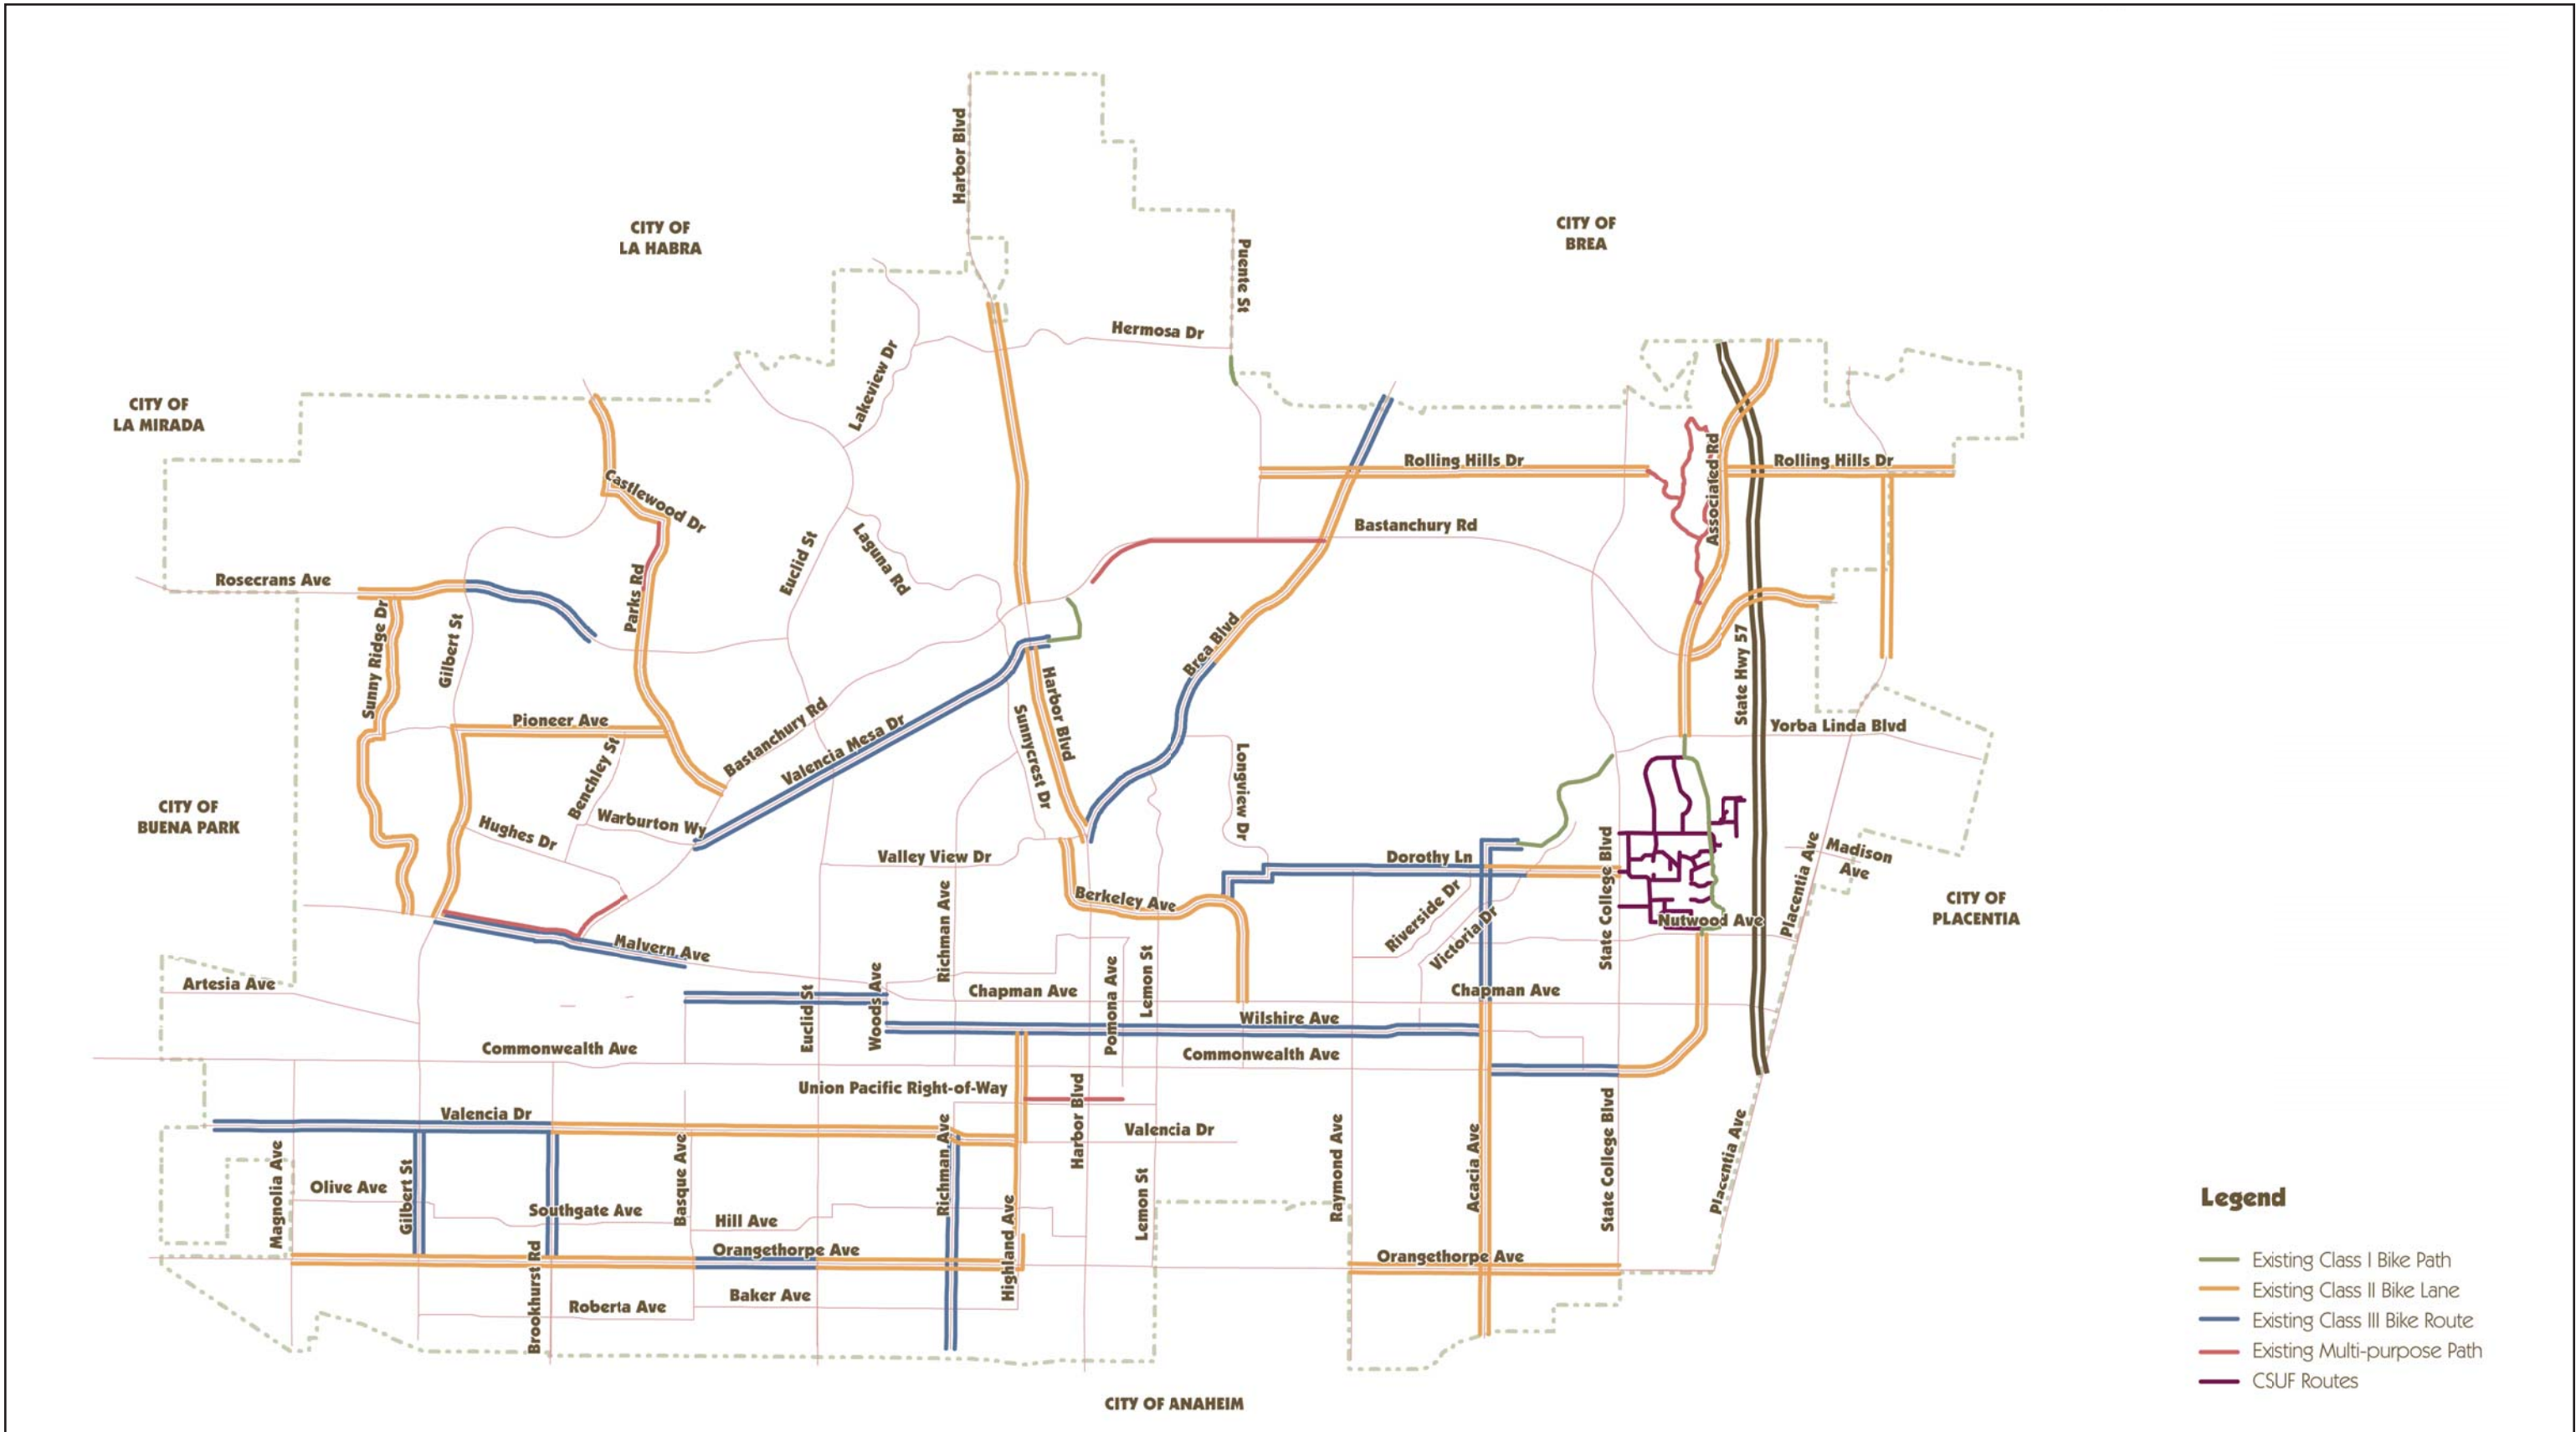 Harbor Blvd
CITY OF
LA HABRA
CITY OF
BREA
Puente St
Hermosa Dr
Lakeview Dr
CITY OF
LA MIRADA
Rolling Hills Dr
Rolling Hills Dr
Associated Rd
Castlewood Dr
Bastanchury Rd
Euclid St
Laguna Rd
Rosecrans Ave
Parks Rd
Sunny Ridge Dr
Gilbert St
Brea Blvd
State Hwy 57
Harbor Blvd
Sunnycrest Dr
Pioneer Ave
Bastanchury Rd
Valencia Mesa Dr
Yorba Linda Blvd
Benchley St
Longview Dr
CITY OF
BUENA PARK
Hughes Dr
Warburton Wy
Valley View Dr
Dorothy Ln
State College Blvd
Placentia Ave
Madison
Ave
Richman Ave
Berkeley Ave
Riverside Dr
Victoria Dr
Nutwood Ave
CITY OF
PLACENTIA
Malvern Ave
Artesia Ave
Euclid St
Woods Ave
Chapman Ave
Pomona Ave
Lemon St
Chapman Ave
Wilshire Ave
Commonwealth Ave
Commonwealth Ave
Union Pacific Right-of-Way
Harbor Blvd
Valencia Dr
Valencia Dr
Magnolia Ave
Olive Ave
Gilbert St
Southgate Ave
Basque Ave
Hill Ave
Richman Ave
Highland Ave
Lemon St
Raymond Ave
Acacia Ave
State College Blvd
Placentia Ave
Orangethorpe Ave
Orangethorpe Ave
Brookhurst Rd
Roberta Ave
Baker Ave
CITY OF ANAHEIM
Legend
Existing Class I Bike Path
Existing Class II Bike Lane
Existing Class III Bike Route
Existing Multi-purpose Path
CSUF Routes